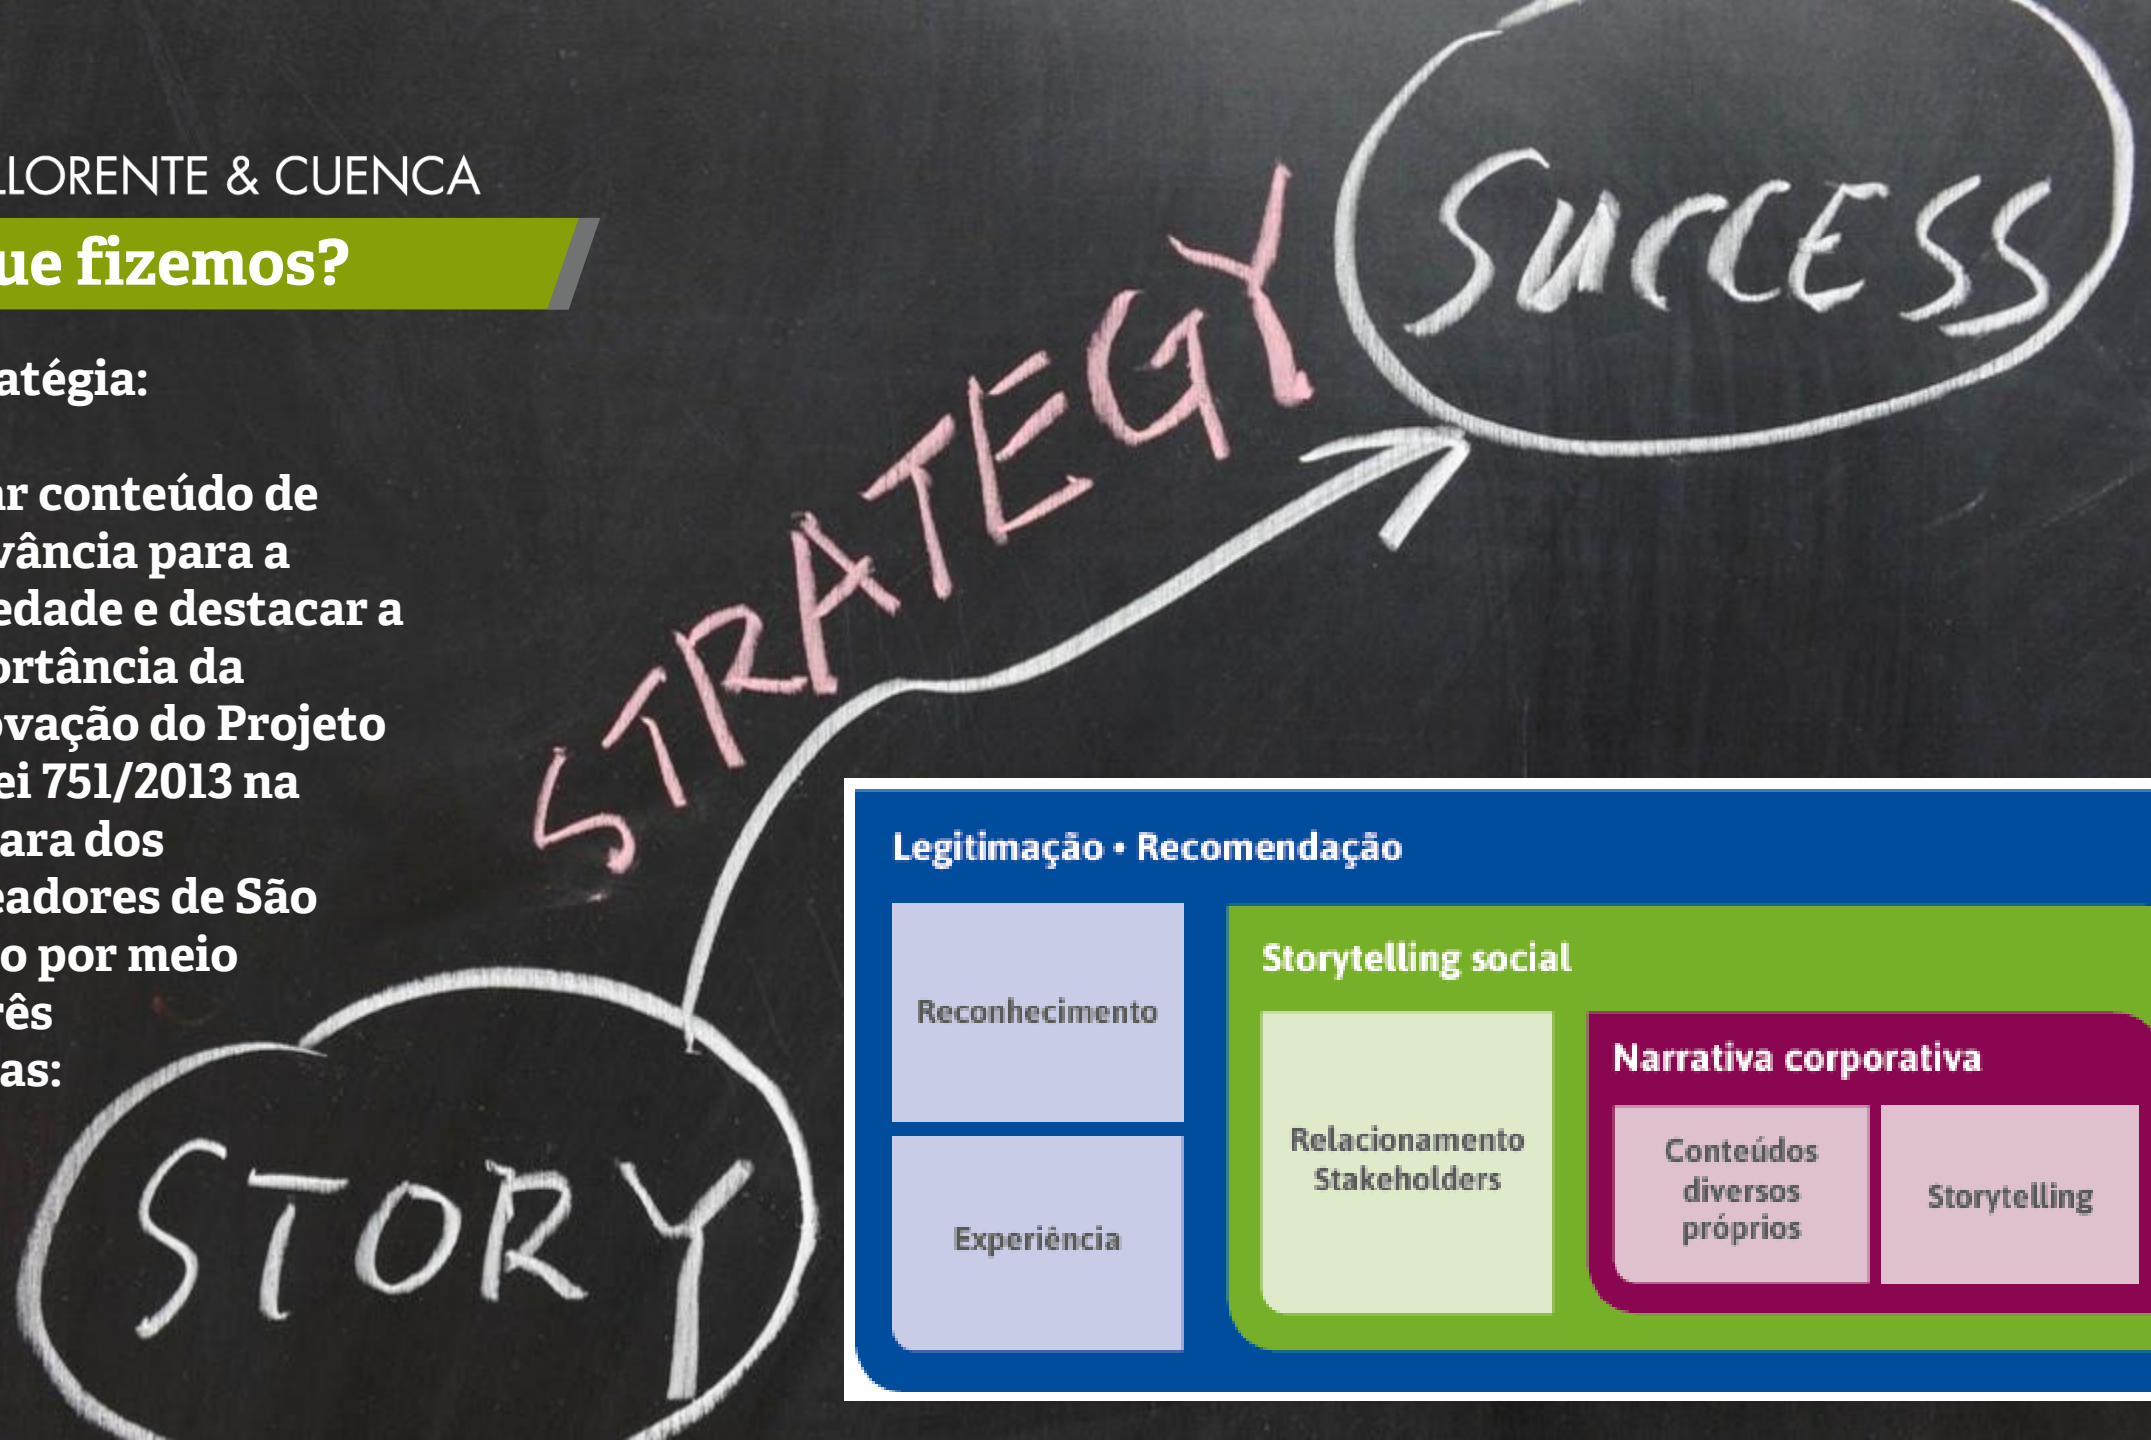 LLORENTE & CUENCA
ue fizemos?
atégia:
ar conteúdo de
vância para a
edade e destacar a
ortância da
ovação do Projeto
ei 751/2013 na
ara dos
eadores de São
o por meio
rês
as:
SUCCESS
STRATEGY
STORY
Legitimação • Recomendação
Reconhecimento
Experiência
Storytelling social
Relacionamento
Stakeholders
Narrativa corporativa
Conteúdos
diversos
próprios
Storytelling